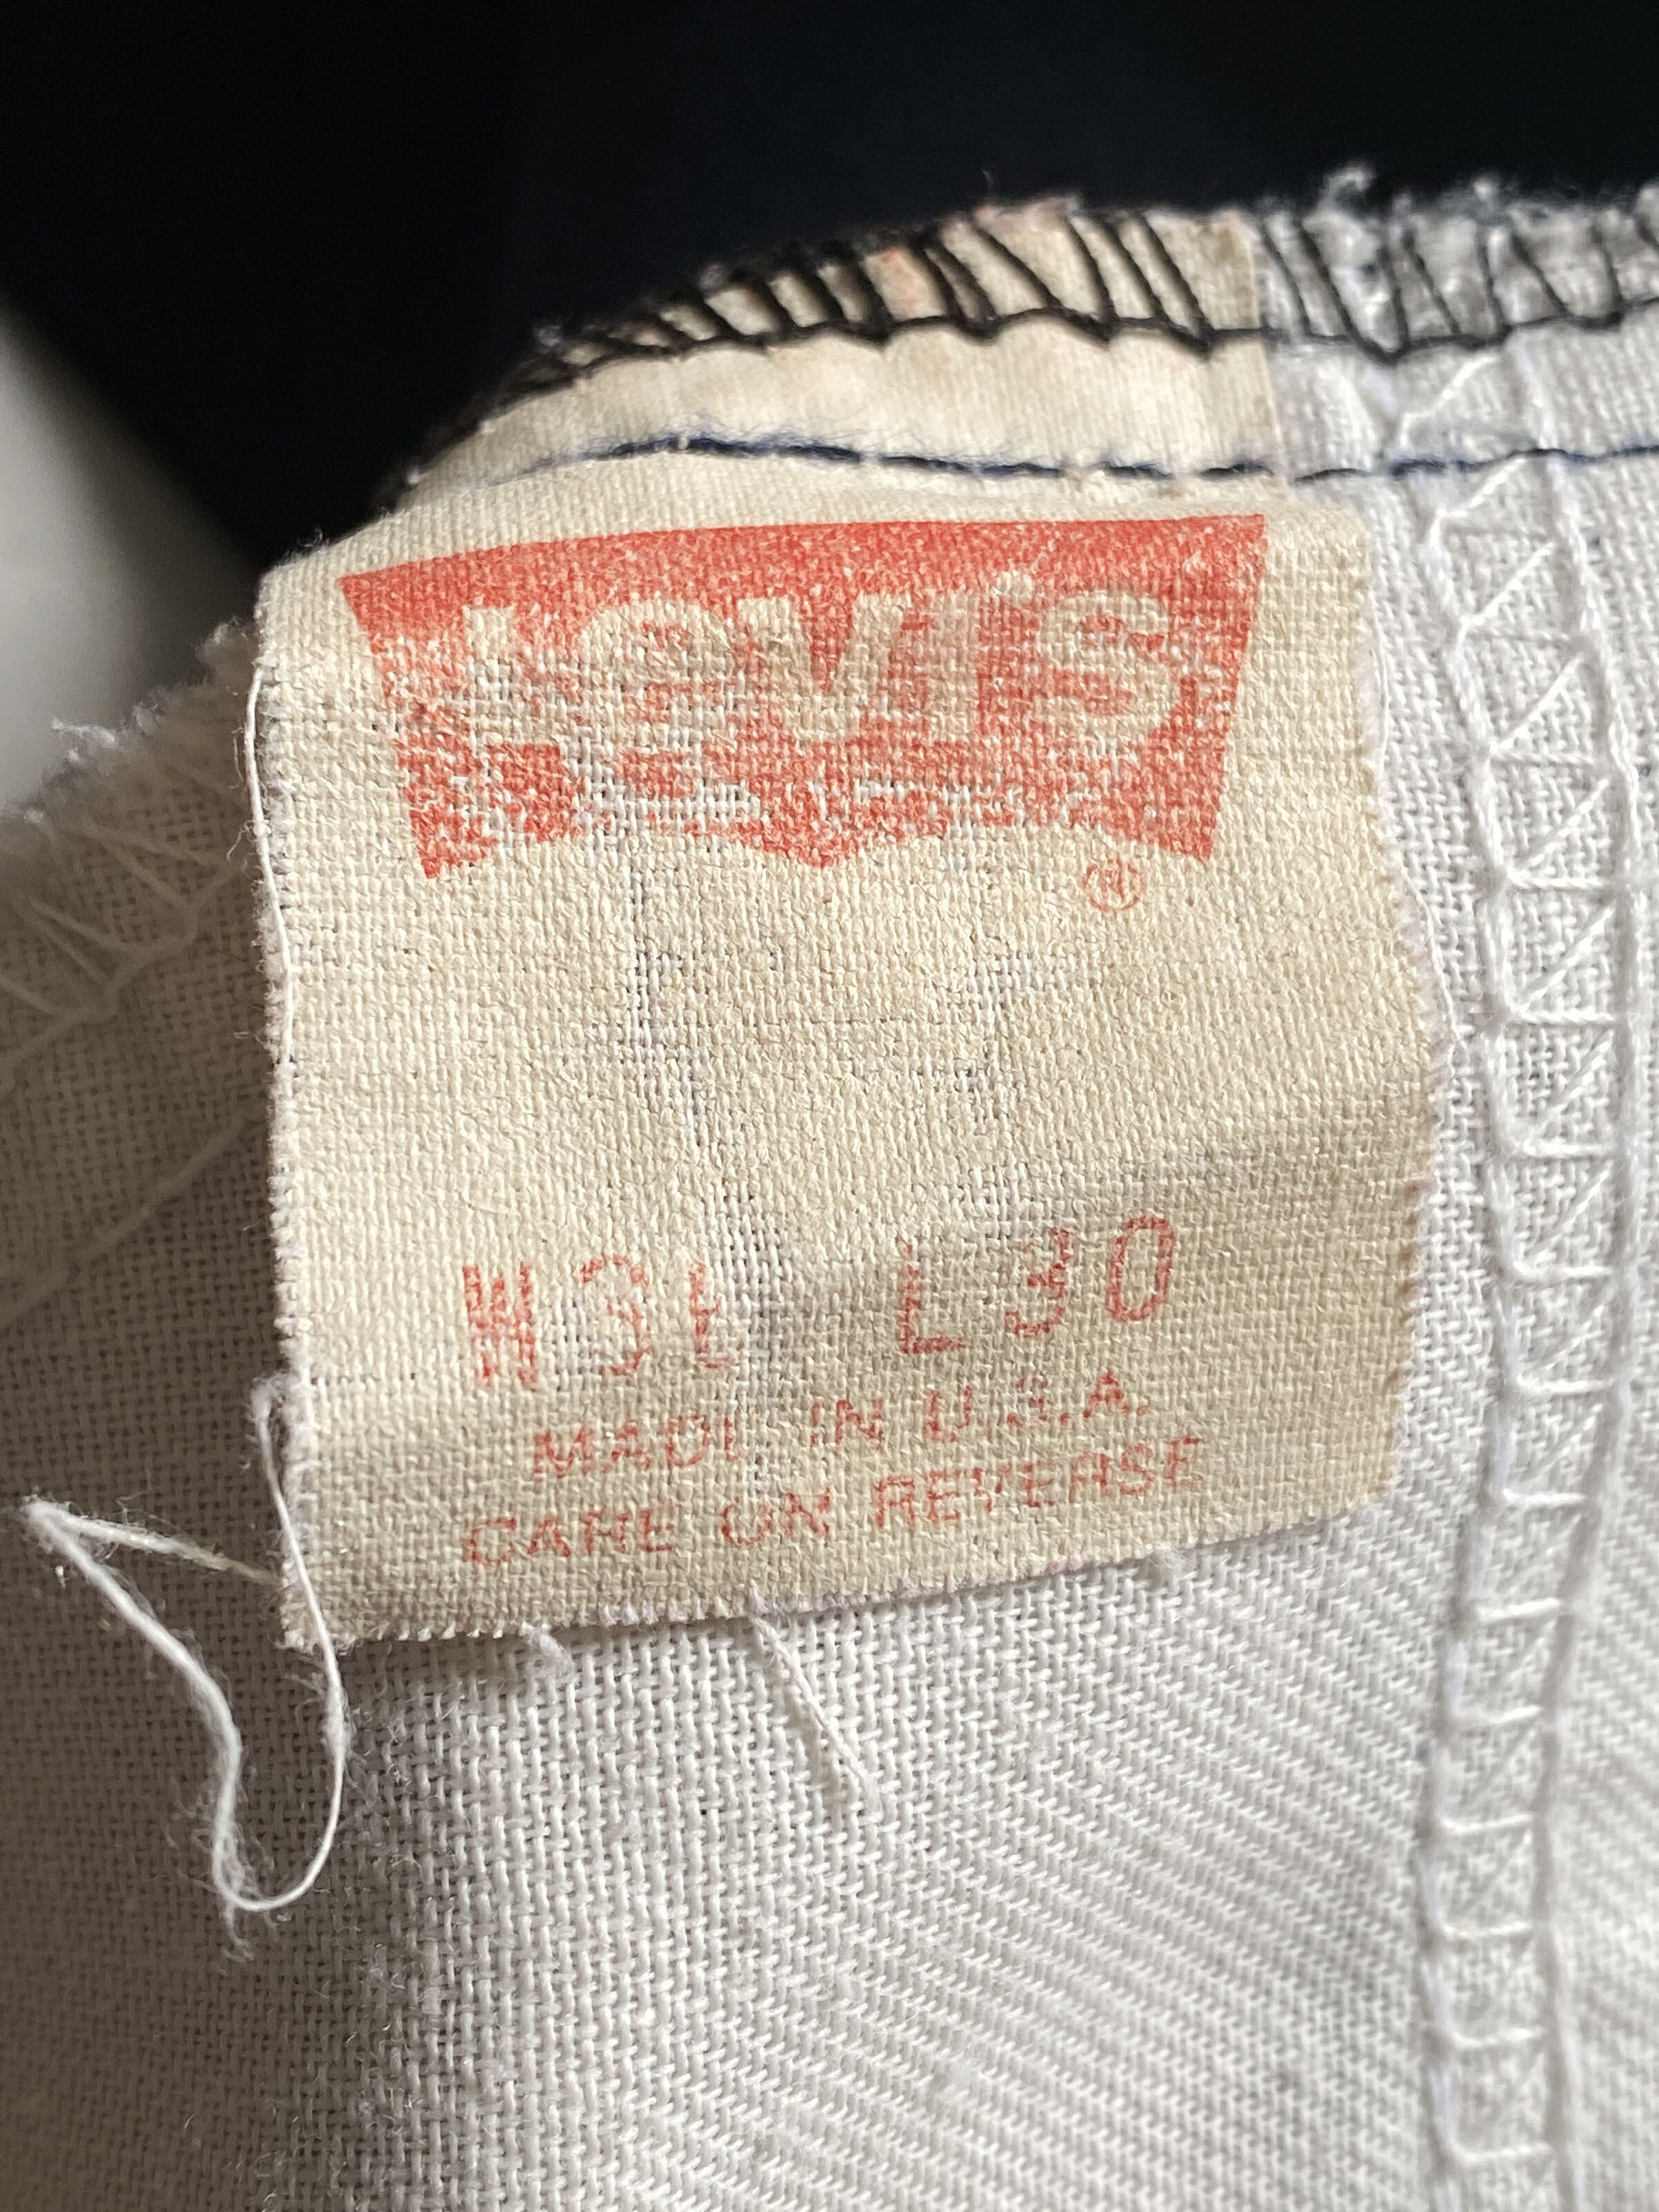 Levi's
®
L30
MADE IN U.S.A.
CARE ON REVERSE